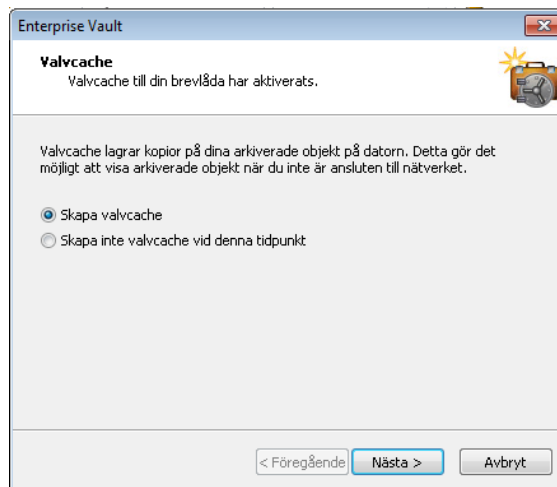 Enterprise Vault
Valvcache
Valvcache till din brevlåda har aktiverats.
Valvcache lagrar kopior på dina arkiverade objekt på datorn. Detta gör det
möjligt att visa arkiverade objekt när du inte är ansluten till nätverket.
Skapa valvcache
Skapa inte valvcache vid denna tidpunkt
< Föregående
Nästa >
Avbryt